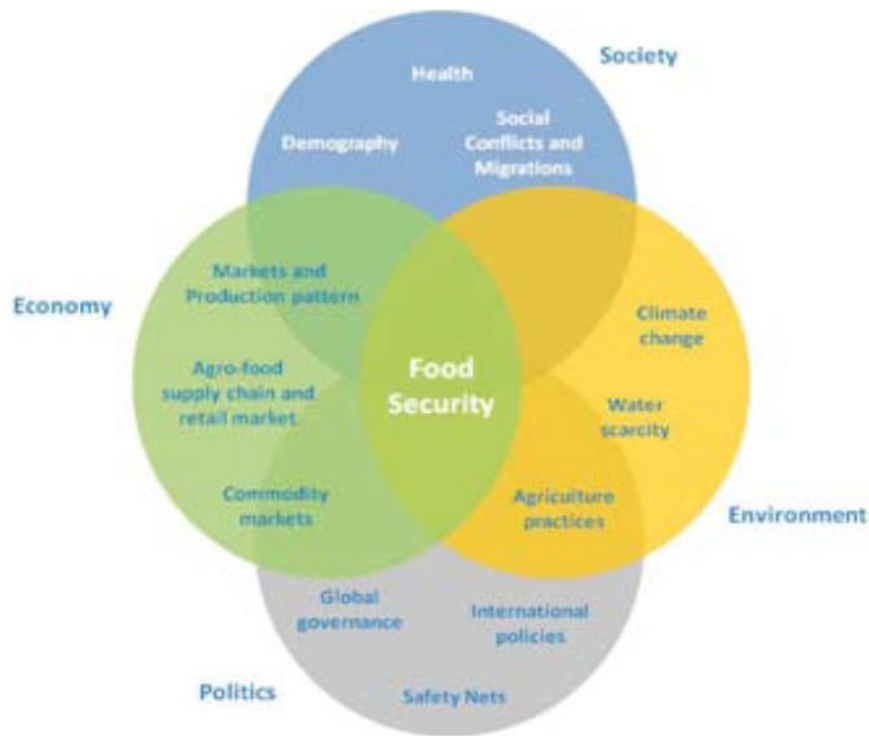 Society
Health
Social
Conflicts and
Migrations
Demography
Economy
Markets and
Production pattern
Climate
change
Agro-food
supply chain and
retail market
Food
Security
Water
scarcity
Commodity
markets
Agriculture
practices
Environment
Global
governance
International
policies
Politics
Safety Nets